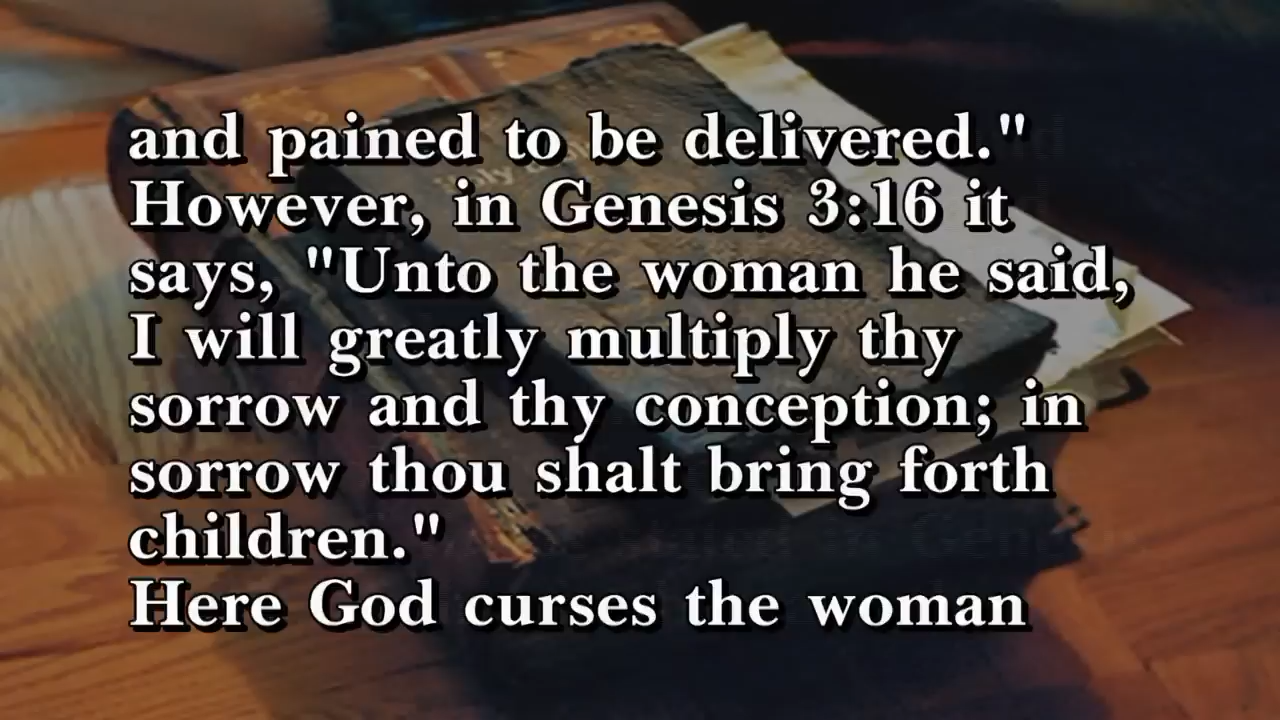 and pained to be delivered."
However, in Genesis 3:16 it
says, "Unto the woman he said,
I will greatly multiply thy
sorrow and thy conception; in
sorrow thou shalt bring forth
children."
Here God curses the woman